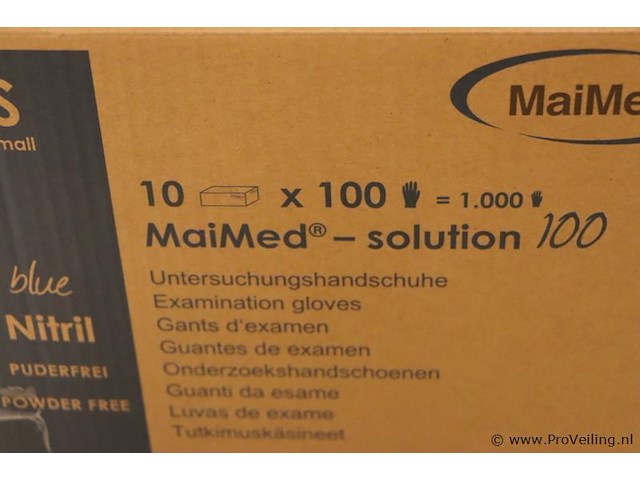 S
mall
MaiMe
10 x 100 = 1.000
MaiMed® – solution 100
Untersuchungshandschuhe
Examination gloves
Gants d'examen
Guantes de examen
Onderzoekshandschoenen
Guanti da esame
Luvas de exame
Tutkimuskäsineet
blue
Nitril
PUDERFREI
POWDER FREE
© www.ProVeiling.nl